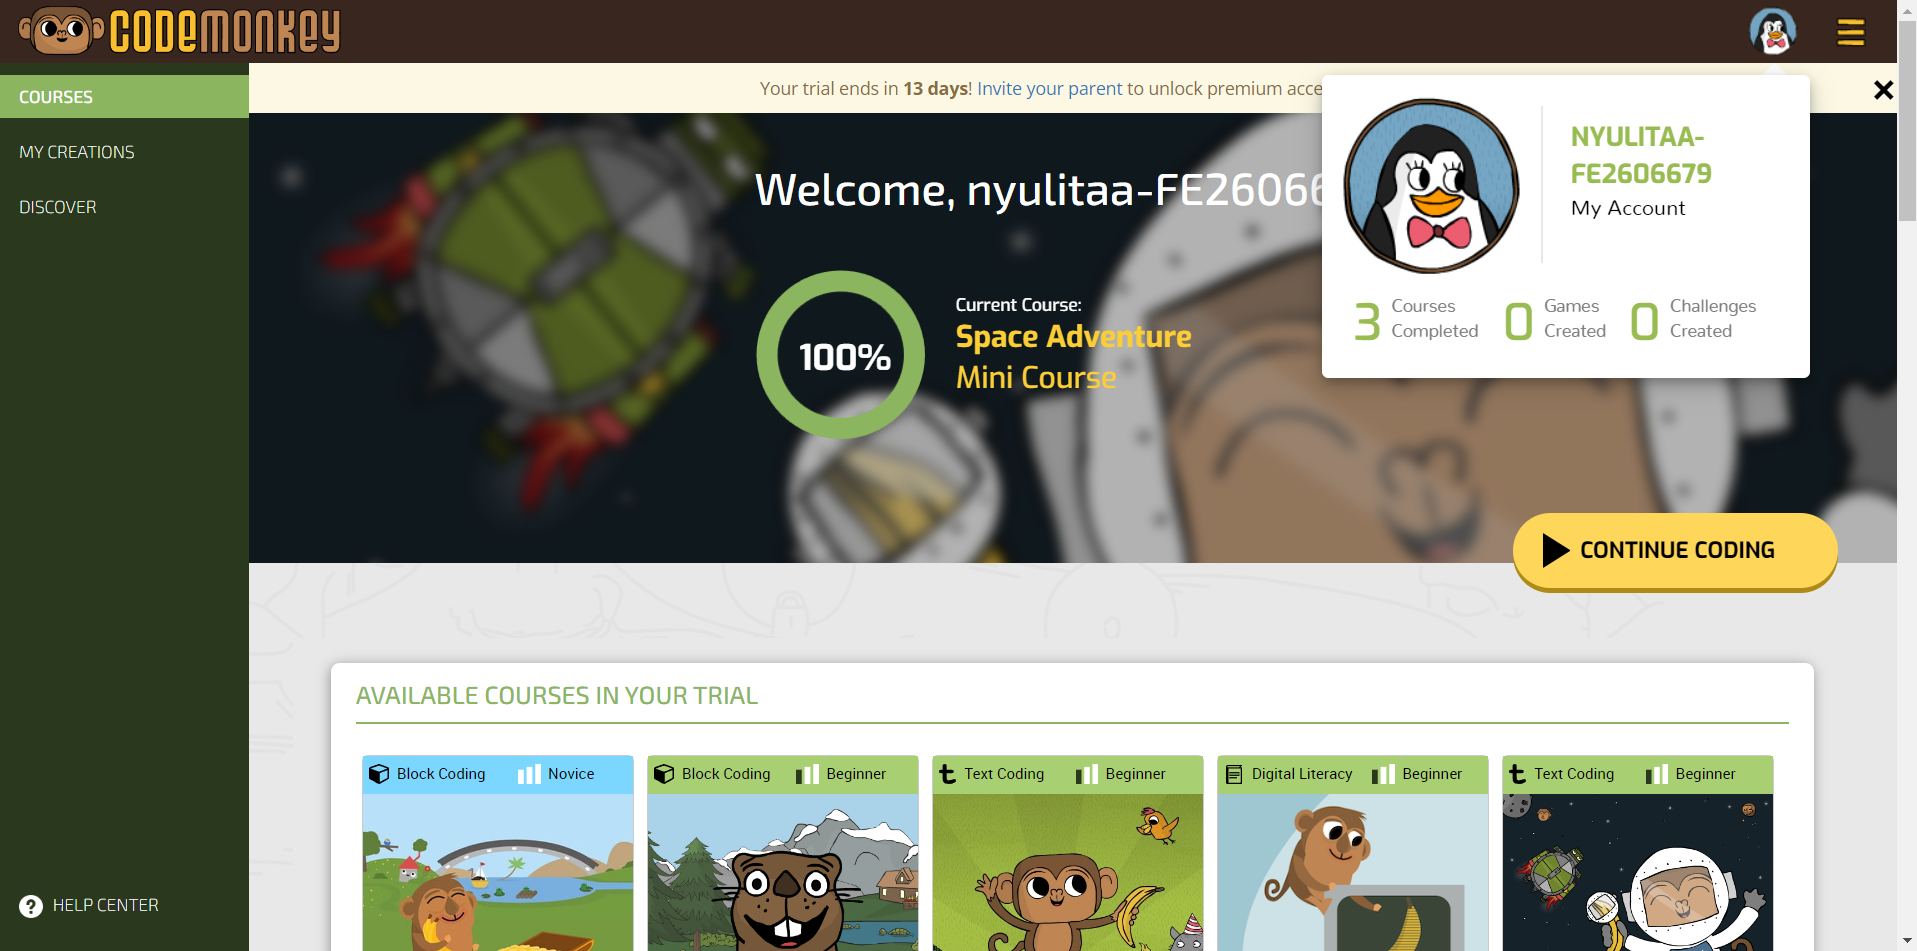 CODEMONKEY
COURSES
MY CREATIONS
DISCOVER
HELP CENTER
Your trial ends in 13 days! Invite your parent to unlock premium acce
Welcome, nyulitaa-FE26066
100%
Current Course:
Space Adventure
Mini Course
NYULITAA-
FE2606679
My Account
3 Courses Completed
0 Games Created
0 Challenges Created
CONTINUE CODING
AVAILABLE COURSES IN YOUR TRIAL
Block Coding Novice
Block Coding Beginner
Text Coding Beginner
Digital Literacy Beginner
Text Coding Beginner